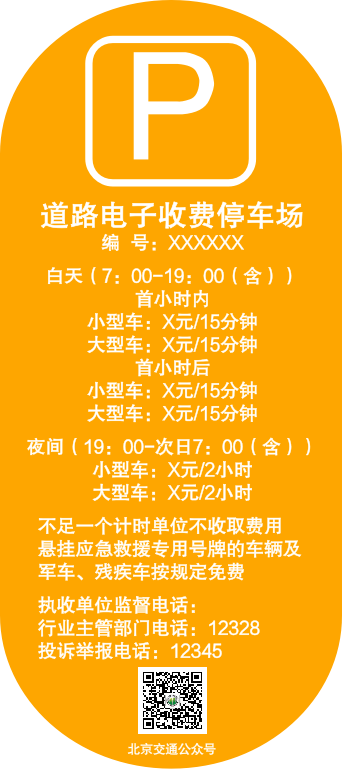 P
道路电子收费停车场
编 号：XXXXXX
白天（7：00-19：00（含））
首小时内
小型车：X元/15分钟
大型车：X元/15分钟
首小时后
小型车：X元/15分钟
大型车：X元/15分钟
夜间（19：00-次日7：00（含））
小型车：X元/2小时
大型车：X元/2小时
不足一个计时单位不收取费用
悬挂应急救援专用号牌的车辆及
军车、残疾车按规定免费
执收单位监督电话：
行业主管部门电话：12328
投诉举报电话：12345
北京交通公众号